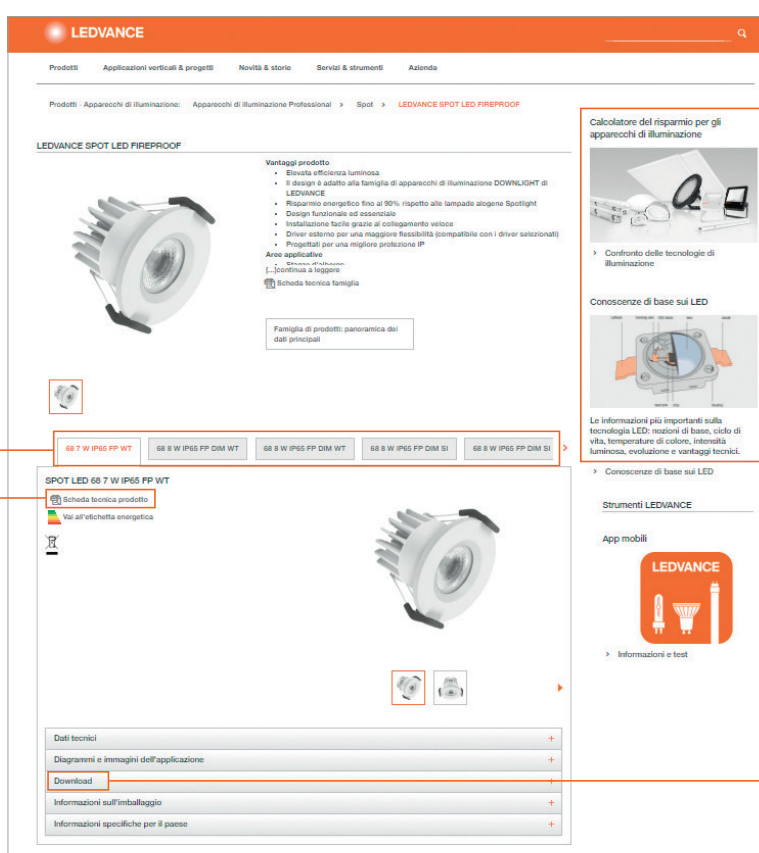 LEDVANCE
Prodotti Applicazioni verticali & progetti Novità & storie Servizi & strumenti Azienda
Prodotti - Apparecchi di illuminazione: Apparecchi di illuminazione Professional > Spot > LEDVANCE SPOT LED FIREPROOF
LEDVANCE SPOT LED FIREPROOF
Vantaggi prodotto
• Elevata efficienza luminosa
• Il design è adatto alla famiglia di apparecchi di illuminazione DOWNLIGHT di
LEDVANCE
• Risparmio energetico fino al 90% rispetto alle lampade alogene Spotlight
• Design funzionale ed essenziale
• Installazione facile grazie al collegamento veloce
• Driver esterno per una maggiore flessibilità (compatibile con i driver selezionati)
• Progettati per una migliore protezione IP
Aree applicative
• Stanze d'albergo
[...]continua a leggere
Scheda tecnica famiglia
Famiglia di prodotti: panoramica dei
dati principali
68 7 W IP65 FP WT 68 8 W IP65 FP DIM WT 68 8 W IP65 FP DIM WT 68 8 W IP65 FP DIM SI 68 8 W IP65 FP DIM SI >
SPOT LED 68 7 W IP65 FP WT
Scheda tecnica prodotto
Vai all'etichetta energetica
Dati tecnici +
Diagrammi e immagini dell'applicazione +
Download +
Informazioni sull'imballaggio +
Informazioni specifiche per il paese +
Calcolatore del risparmio per gli
apparecchi di illuminazione
> Confronto delle tecnologie di
illuminazione
Conoscenze di base sui LED
Le informazioni più importanti sulla
tecnologia LED: nozioni di base, ciclo di
vita, temperature di colore, intensità
luminosa, evoluzione e vantaggi tecnici.
> Conoscenze di base sui LED
Strumenti LEDVANCE
App mobili
LEDVANCE
> Informazioni e test